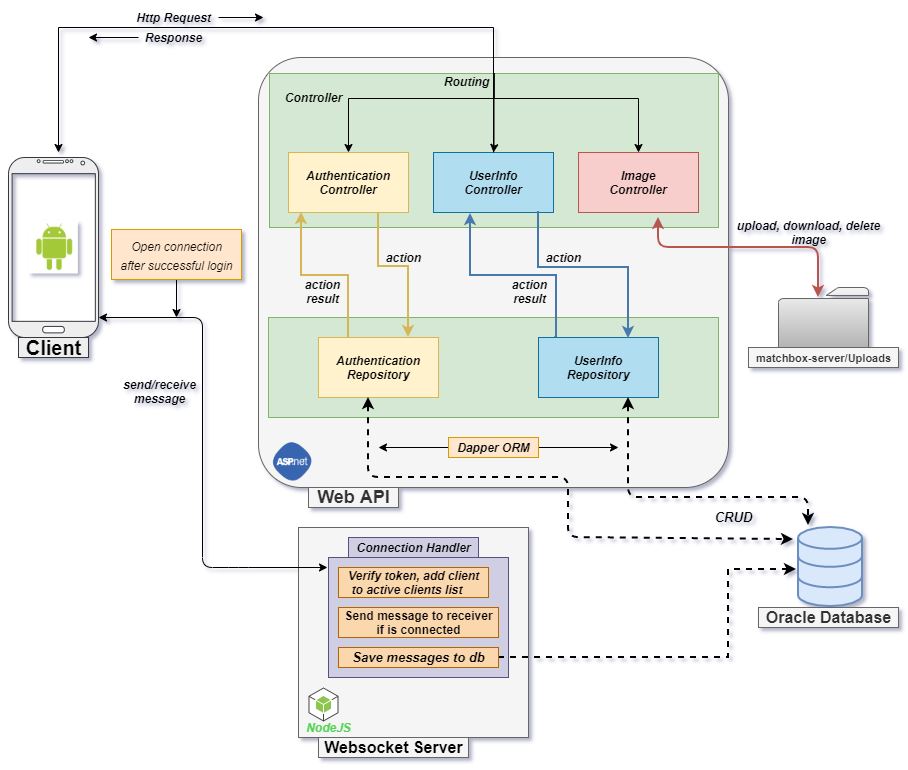 Http Request
Response
Routing
Controller
Authentication
Controller
UserInfo
Controller
Image
Controller
upload, download, delete
image
Open connection
after successful login
action
action
action
result
action
result
Client
matchbox-server/Uploads
Authentication
Repository
UserInfo
Repository
send/receive
message
Dapper ORM
ASP.net
Web API
CRUD
Connection Handler
Verify token, add client
to active clients list
Send message to receiver
if is connected
Save messages to db
Oracle Database
NodeJS
Websocket Server